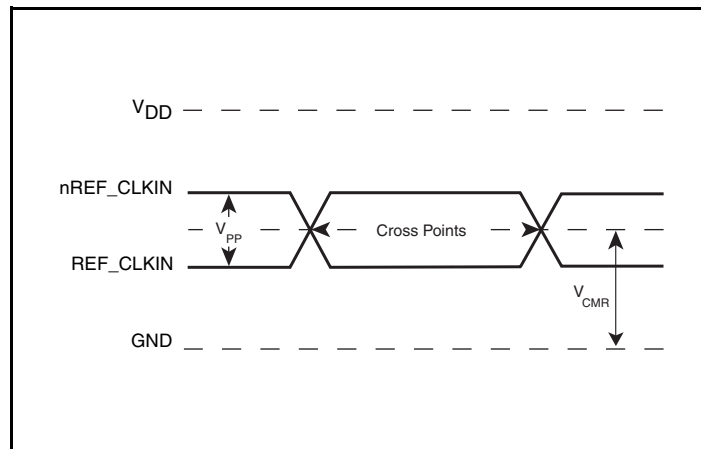 VDD
nREF_CLKIN
VPP
Cross Points
REF_CLKIN
VCMR
GND